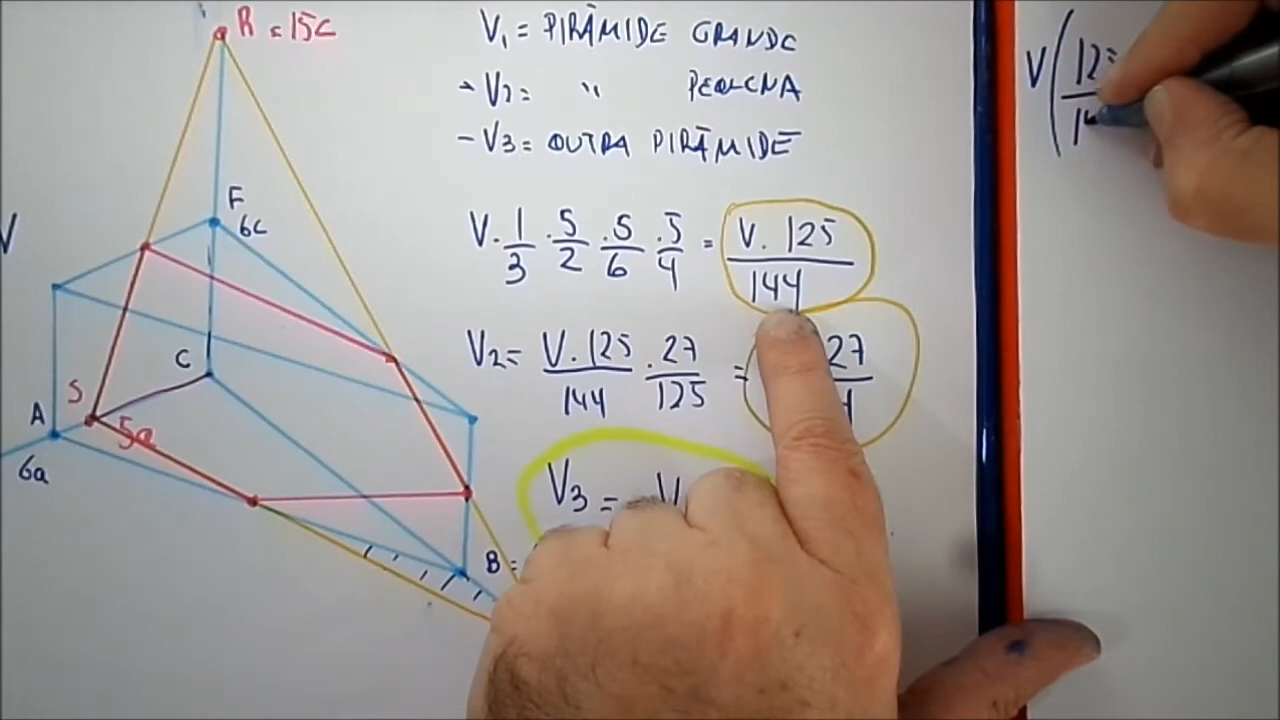 R = 15c
V₁ = PIRÂMIDE GRANDE
- V₂ = " PEQUENA
- V₃ = OUTRA PIRÂMIDE
V
F
6c
C
S
A
5a
6a
B =
V · 1/3 · 5/2 · 5/6 · 5/4 = V · 125/144
V₂ = V · 125/144 · 27/125 =
27
V₃ = V
V (